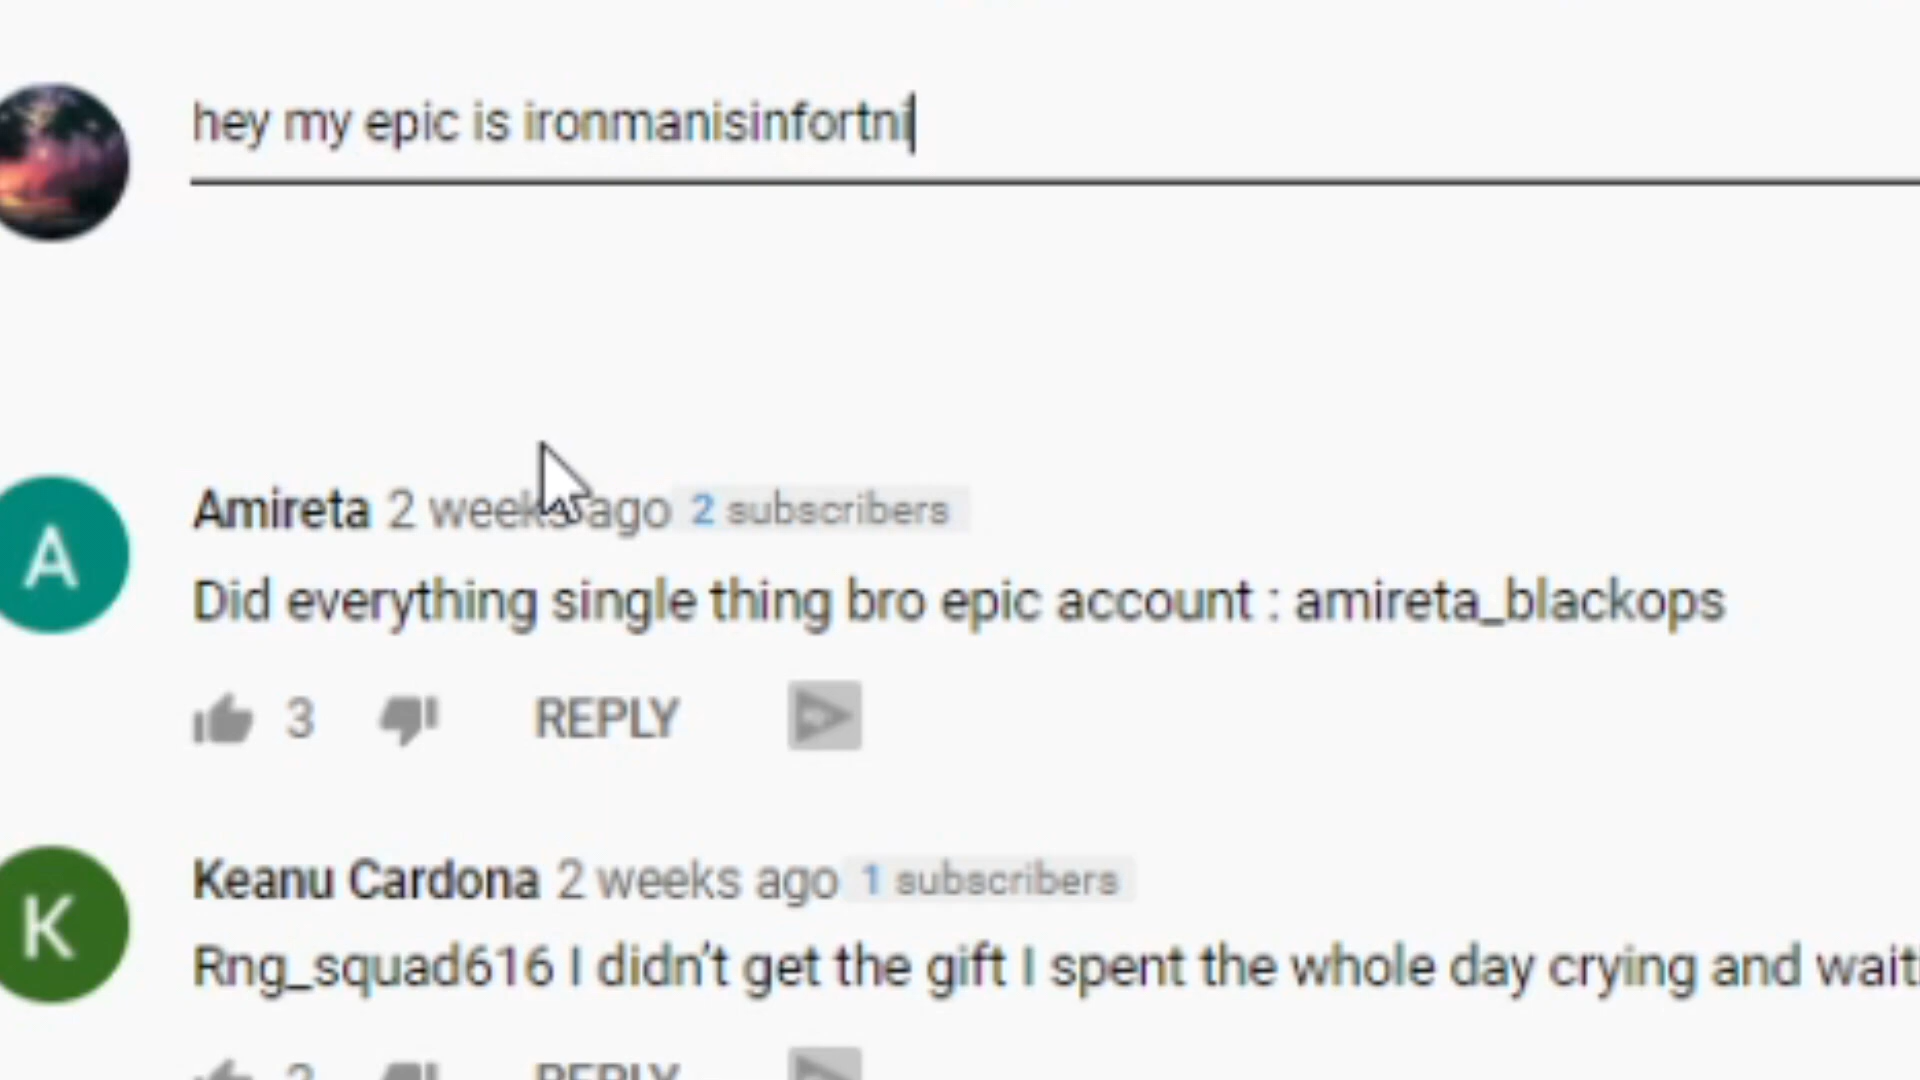 hey my epic is ironmanisinfortni
A
Amireta 2 weeks ago 2 subscribers
Did everything single thing bro epic account : amireta_blackops
3 REPLY
K
Keanu Cardona 2 weeks ago 1 subscribers
Rng_squad616 I didn't get the gift I spent the whole day crying and
REPLY